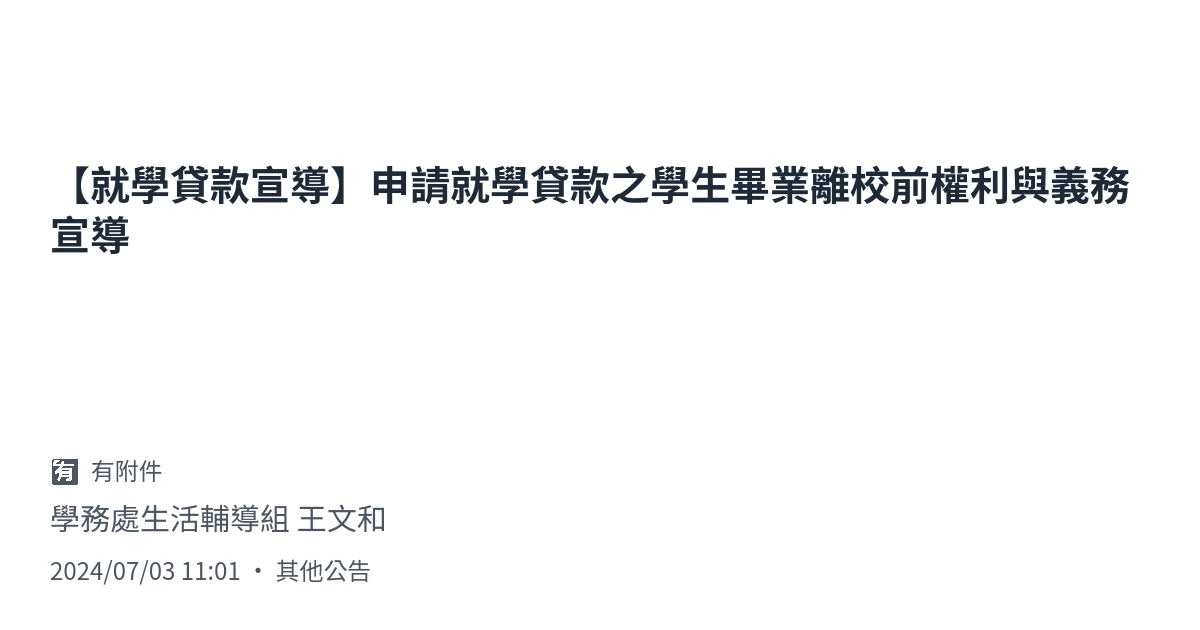 【就學貸款宣導】申請就學貸款之學生畢業離校前權利與義務
宣導
有 有附件
學務處生活輔導組 王文和
2024/07/03 11:01 • 其他公告